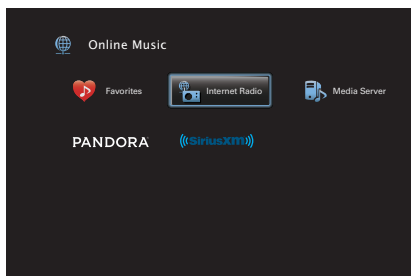 Online Music
Favorites
Internet Radio
Media Server
PANDORA
((SiriusXM))